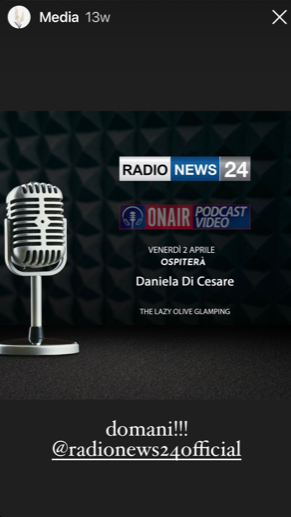 Media 13w
RADIO NEWS 24
ONAIR PODCAST VIDEO
VENERDÌ 2 APRILE
OSPITERÀ
Daniela Di Cesare
THE LAZY OLIVE GLAMPING
domani!!!
@radionews24official